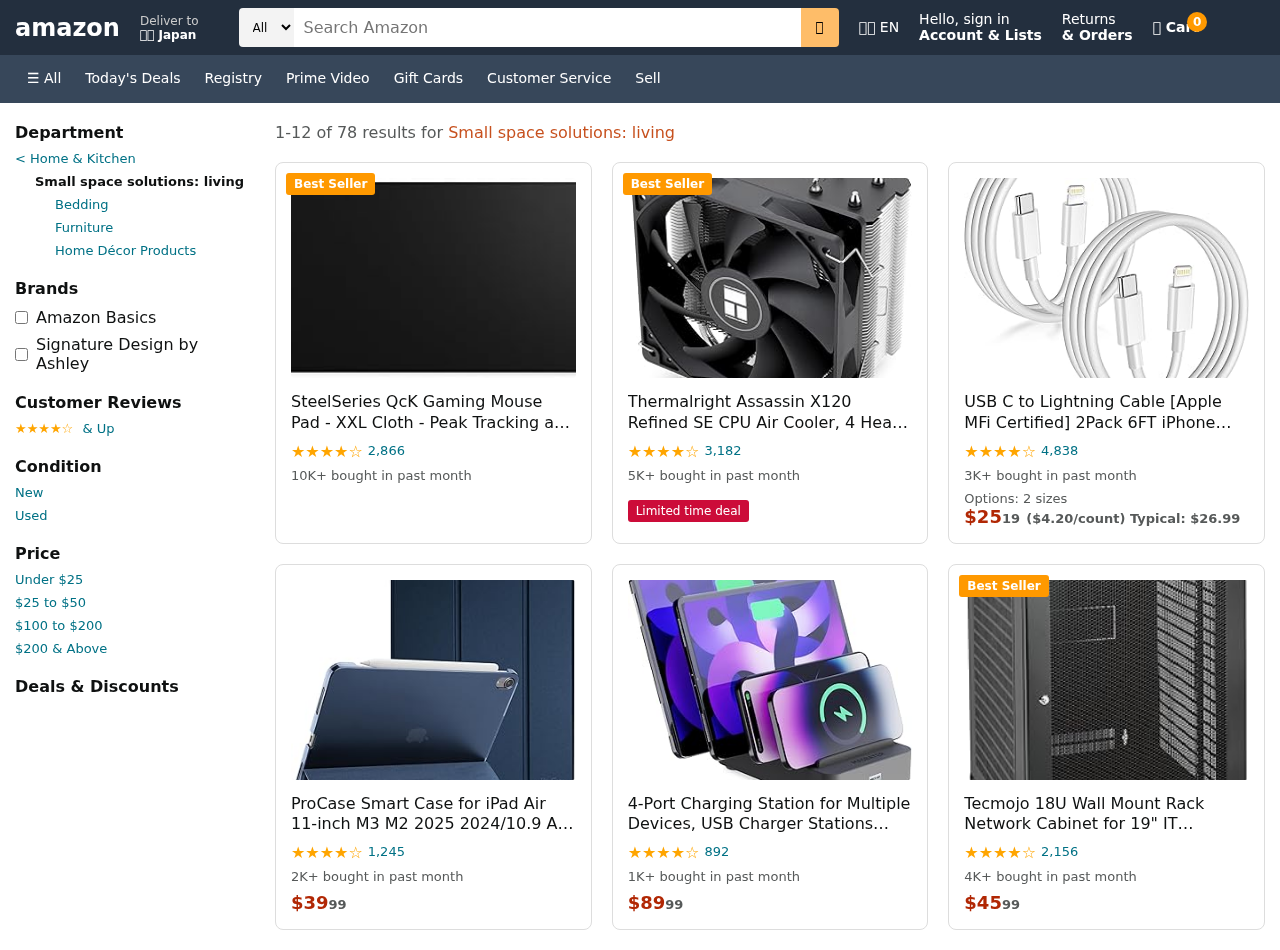 amazon
Deliver to
Japan
All
Search Amazon
EN
Hello, sign in
Account & Lists
Returns
& Orders
0
☰ All
Today's Deals
Registry
Prime Video
Gift Cards
Customer Service
Sell
Department
< Home & Kitchen
Small space solutions: living
Bedding
Furniture
Home Décor Products
Brands
Amazon Basics
Signature Design by
Ashley
Customer Reviews
★★★★☆ & Up
Condition
New
Used
Price
Under $25
$25 to $50
$100 to $200
$200 & Above
Deals & Discounts
1-12 of 78 results for Small space solutions: living
Best Seller
SteelSeries QcK Gaming Mouse
Pad - XXL Cloth - Peak Tracking a...
★★★★☆ 2,866
10K+ bought in past month
Best Seller
Thermalright Assassin X120
Refined SE CPU Air Cooler, 4 Hea...
★★★★☆ 3,182
5K+ bought in past month
Limited time deal
USB C to Lightning Cable [Apple
MFi Certified] 2Pack 6FT iPhone...
★★★★☆ 4,838
3K+ bought in past month
Options: 2 sizes
$2519 ($4.20/count) Typical: $26.99
ProCase Smart Case for iPad Air
11-inch M3 M2 2025 2024/10.9 A...
★★★★☆ 1,245
2K+ bought in past month
$3999
4-Port Charging Station for Multiple
Devices, USB Charger Stations...
★★★★☆ 892
1K+ bought in past month
$8999
Best Seller
Tecmojo 18U Wall Mount Rack
Network Cabinet for 19" IT...
★★★★☆ 2,156
4K+ bought in past month
$4599